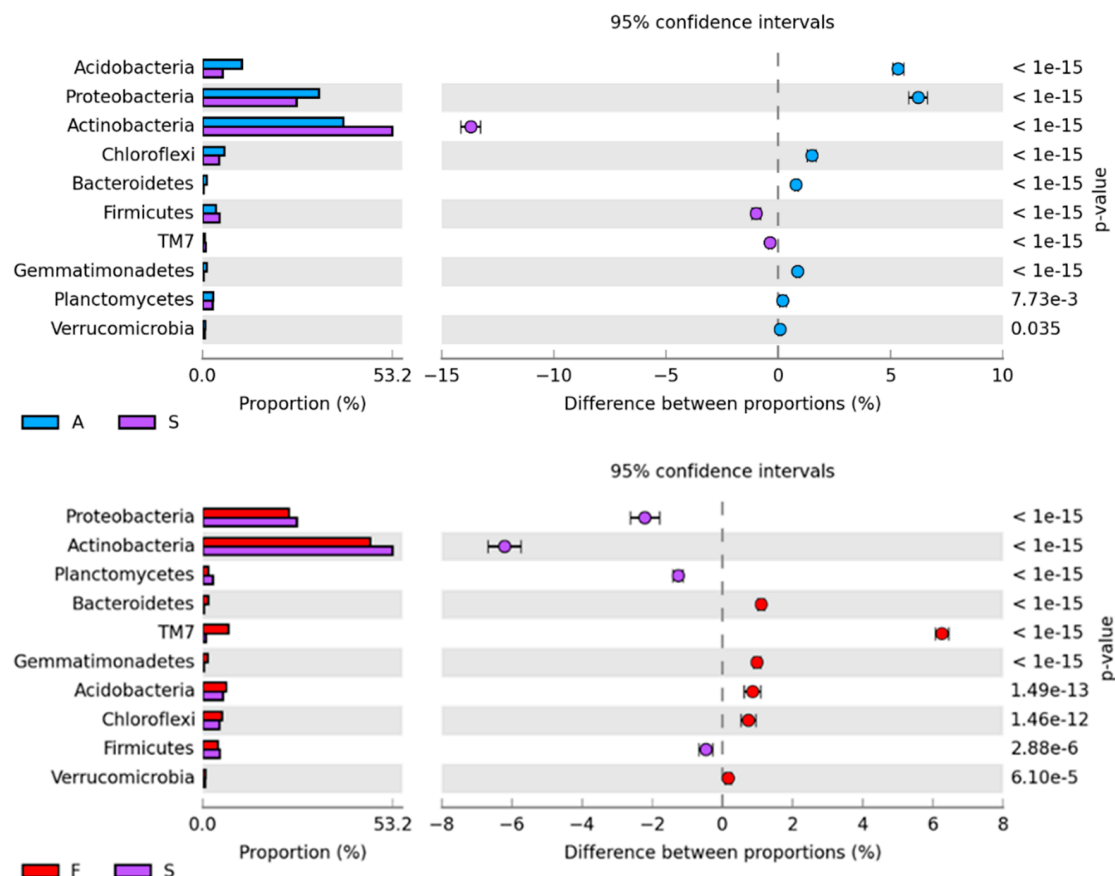 95% confidence intervals
Acidobacteria < 1e-15
Proteobacteria < 1e-15
Actinobacteria < 1e-15
Chloroflexi < 1e-15
Bacteroidetes < 1e-15
Firmicutes < 1e-15
TM7 < 1e-15
Gemmatimonadetes < 1e-15
Planctomycetes 7.73e-3
Verrucomicrobia 0.035
p-value
0.0 53.2 −15 −10 −5 0 5 10
Proportion (%) Difference between proportions (%)
A S
95% confidence intervals
Proteobacteria < 1e-15
Actinobacteria < 1e-15
Planctomycetes < 1e-15
Bacteroidetes < 1e-15
TM7 < 1e-15
Gemmatimonadetes < 1e-15
Acidobacteria 1.49e-13
Chloroflexi 1.46e-12
Firmicutes 2.88e-6
Verrucomicrobia 6.10e-5
p-value
0.0 53.2 −8 −6 −4 −2 0 2 4 6 8
Proportion (%) Difference between proportions (%)
S